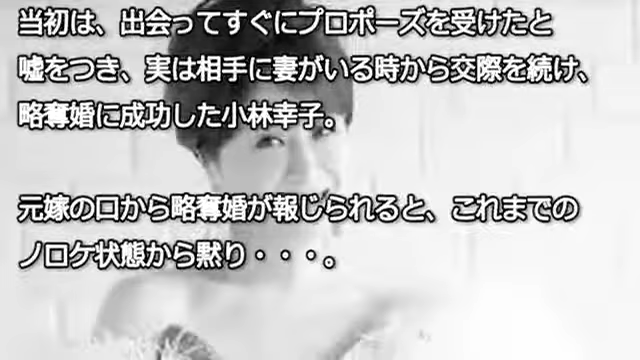 当初は、出会ってすぐにプロポーズを受けたと
嘘をつき、実は相手に妻がいる時から交際を続け、
略奪婚に成功した小林幸子。
元嫁の口から略奪婚が報じられると、これまでの
ノロケ状態から黙り・・・。